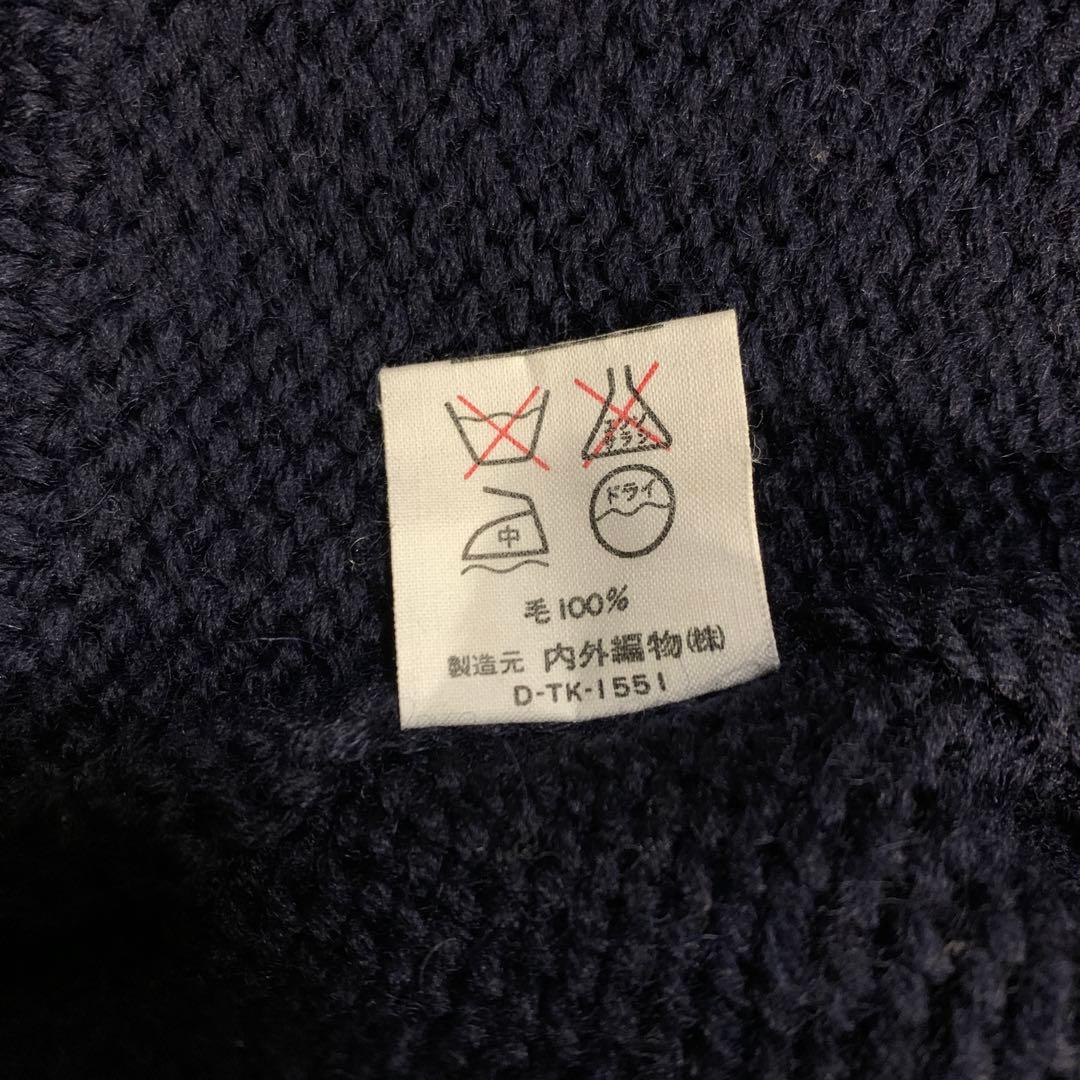 エンソ
サラシ
中
ドライ
毛100%
製造元 内外編物(株)
D-TK-1551